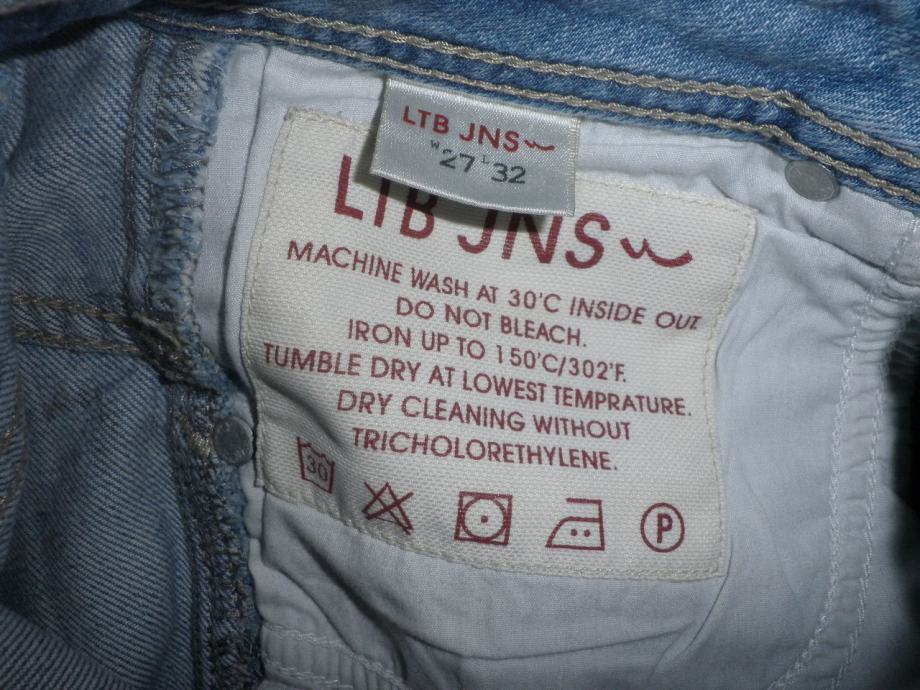 LTB JNS
W27 L32
LTB JNS
MACHINE WASH AT 30'C INSIDE OUT
DO NOT BLEACH.
IRON UP TO 150'C/302'F.
TUMBLE DRY AT LOWEST TEMPRATURE.
DRY CLEANING WITHOUT
TRICHOLORETHYLENE.
30
P